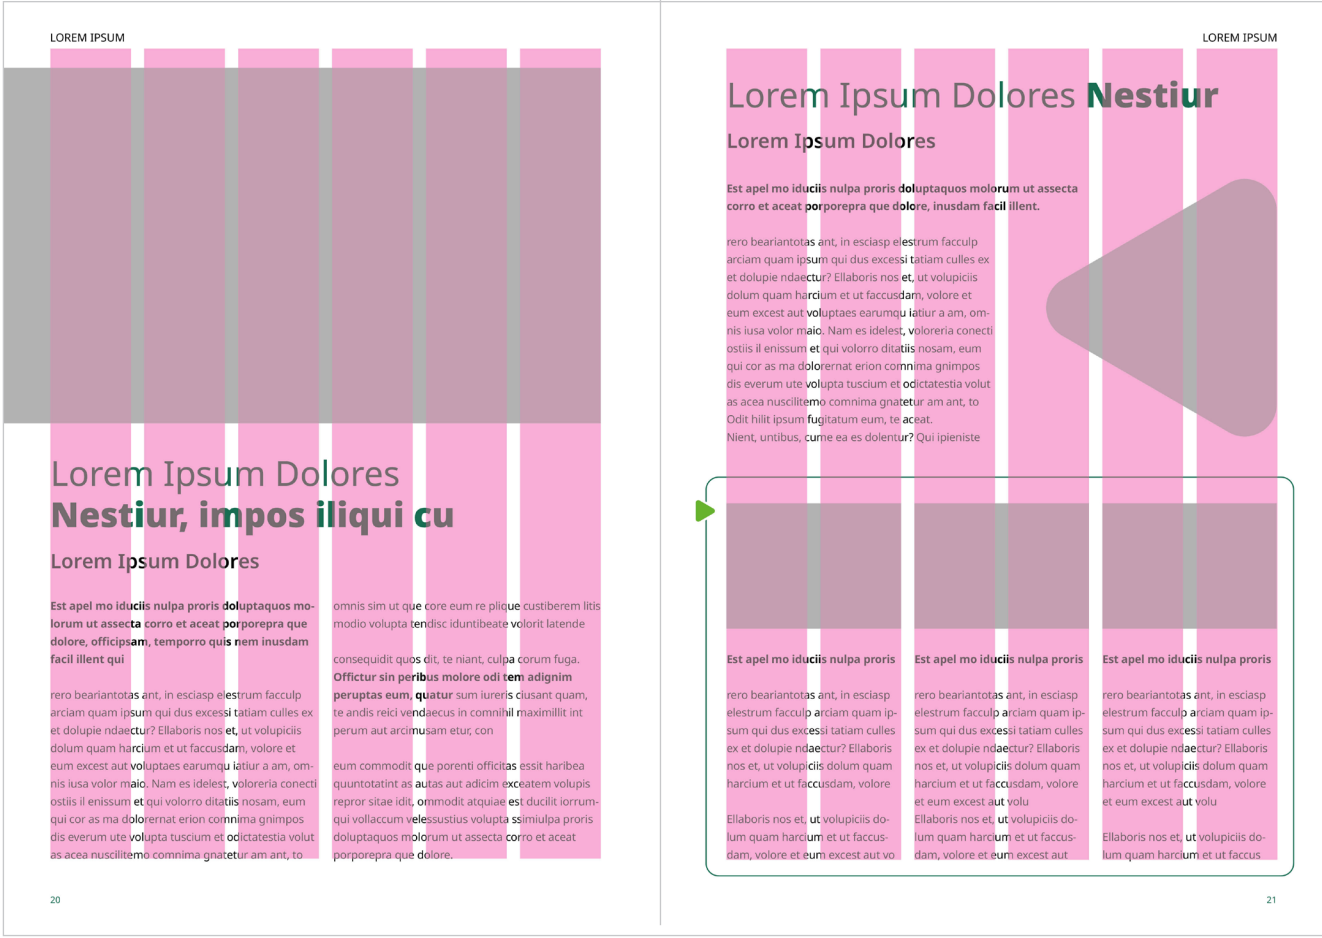 LOREM IPSUM
Lorem Ipsum Dolores
Nestiur, impos iliqui cu
Lorem Ipsum Dolores
Est apel mo iduciis nulpa proris doluptaquos mo-
lorum ut assecta corro et aceat porporepra que
dolore, officipsam, temporro quis nem inusdam
facil illent qui
rero beariantotas ant, in esciasp elestrum facculp
arciam quam ipsum qui dus excessi tatiam culles ex
et dolupie ndaectur? Ellaboris nos et, ut volupiciis
dolum quam harcium et ut faccusdam, volore et
eum excest aut voluptaes earumqu iatiur a am, om-
nis iusa volor maio. Nam es idelest, voloreria conecti
ostiis il enissum et qui volorro ditatiis nosam, eum
qui cor as ma dolorernat erion comnima gnimpos
dis everum ute volupta tuscium et odictatestia volut
as acea nuscilitemo comnima gnatetur am ant, to
omnis sim ut que core eum re plique custiberem litis
modio volupta tendisc iduntibeate volorit latende
consequidit quos dit, te niant, culpa corum fuga.
Offictur sin peribus molore odi tem adignim
peruptas eum, quatur sum iureris ciusant quam,
te andis reici vendaecus in comnihil maximillit int
perum aut arcimusam etur, con
eum commodit que porenti officitas essit haribea
quuntotatint as autas aut adicim exceatem volupis
repror sitae idit, ommodit atquiae est ducilit iorrum-
qui vollaccum velessustius volupta ssimiulpa proris
doluptaquos molorum ut assecta corro et aceat
porporepra que dolore.
20
LOREM IPSUM
Lorem Ipsum Dolores Nestiur
Lorem Ipsum Dolores
Est apel mo iduciis nulpa proris doluptaquos molorum ut assecta
corro et aceat porporepra que dolore, inusdam facil illent.
rero beariantotas ant, in esciasp elestrum facculp
arciam quam ipsum qui dus excessi tatiam culles ex
et dolupie ndaectur? Ellaboris nos et, ut volupiciis
dolum quam harcium et ut faccusdam, volore et
eum excest aut voluptaes earumqu iatiur a am, om-
nis iusa volor maio. Nam es idelest, voloreria conecti
ostiis il enissum et qui volorro ditatiis nosam, eum
qui cor as ma dolorernat erion comnima gnimpos
dis everum ute volupta tuscium et odictatestia volut
as acea nuscilitemo comnima gnatetur am ant, to
Odit hilit ipsum fugitatum eum, te aceat.
Nient, untibus, cume ea es dolentur? Qui ipieniste
Est apel mo iduciis nulpa proris
rero beariantotas ant, in esciasp
elestrum facculp arciam quam ip-
sum qui dus excessi tatiam culles
ex et dolupie ndaectur? Ellaboris
nos et, ut volupiciis dolum quam
harcium et ut faccusdam, volore
Ellaboris nos et, ut volupiciis do-
lum quam harcium et ut faccus-
dam, volore et eum excest aut vo
Est apel mo iduciis nulpa proris
rero beariantotas ant, in esciasp
elestrum facculp arciam quam ip-
sum qui dus excessi tatiam culles
ex et dolupie ndaectur? Ellaboris
nos et, ut volupiciis dolum quam
harcium et ut faccusdam, volore
et eum excest aut volu
Ellaboris nos et, ut volupiciis do-
lum quam harcium et ut faccus-
dam, volore et eum excest aut
Est apel mo iduciis nulpa proris
rero beariantotas ant, in esciasp
elestrum facculp arciam quam ip-
sum qui dus excessi tatiam culles
ex et dolupie ndaectur? Ellaboris
nos et, ut volupiciis dolum quam
harcium et ut faccusdam, volore
et eum excest aut volu
Ellaboris nos et, ut volupiciis do-
lum quam harcium et ut faccus
21